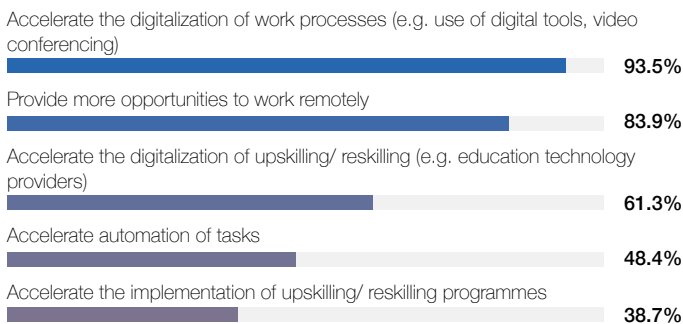 Accelerate the digitalization of work processes (e.g. use of digital tools, video
conferencing)
93.5%
Provide more opportunities to work remotely
83.9%
Accelerate the digitalization of upskilling/ reskilling (e.g. education technology
providers)
61.3%
Accelerate automation of tasks
48.4%
Accelerate the implementation of upskilling/ reskilling programmes
38.7%